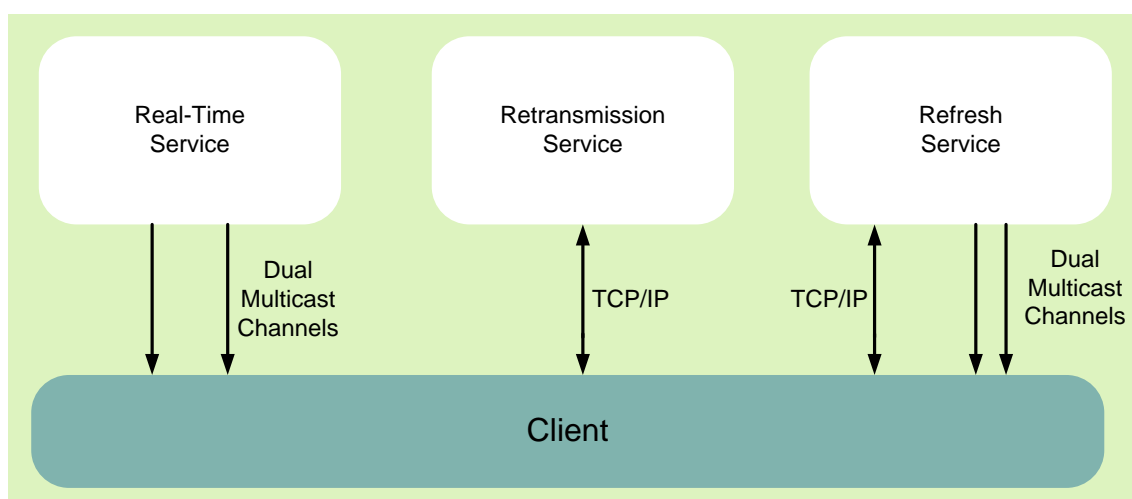 Real-Time
Service
Retransmission
Service
Refresh
Service
Dual
Multicast
Channels
TCP/IP
TCP/IP
Dual
Multicast
Channels
Client